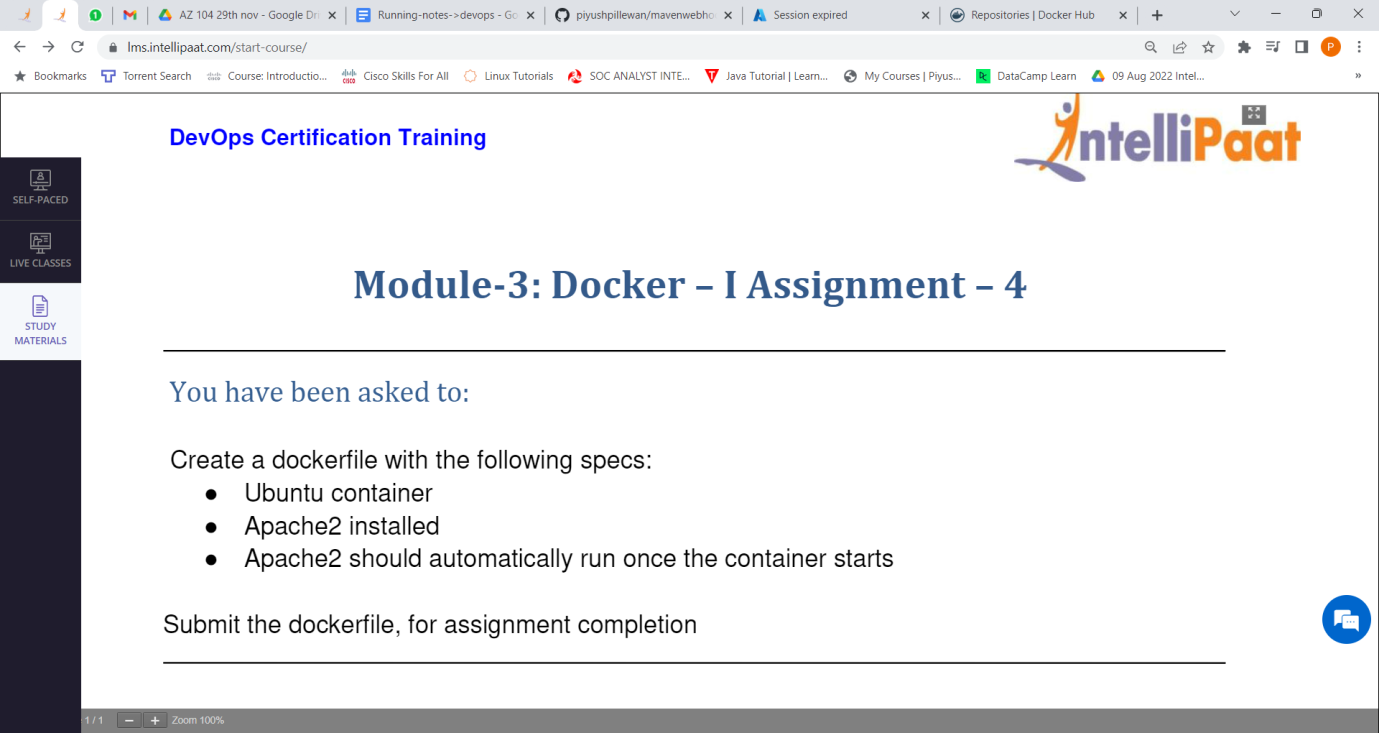 AZ 104 29th nov - Google Dri
Running-notes->devops - Go
piyushpillewan/mavenwebho
Session expired
Repositories | Docker Hub
lms.intellipaat.com/start-course/
P
Bookmarks
Torrent Search
Course: Introductio...
Cisco Skills For All
Linux Tutorials
SOC ANALYST INTE...
Java Tutorial | Learn...
My Courses | Piyus...
DataCamp Learn
09 Aug 2022 Intel...
»
DevOps Certification Training
IntelliPaat
SELF-PACED
LIVE CLASSES
STUDY
MATERIALS
Module-3: Docker – I Assignment – 4
You have been asked to:
Create a dockerfile with the following specs:
● Ubuntu container
● Apache2 installed
● Apache2 should automatically run once the container starts
Submit the dockerfile, for assignment completion
1 / 1
Zoom 100%